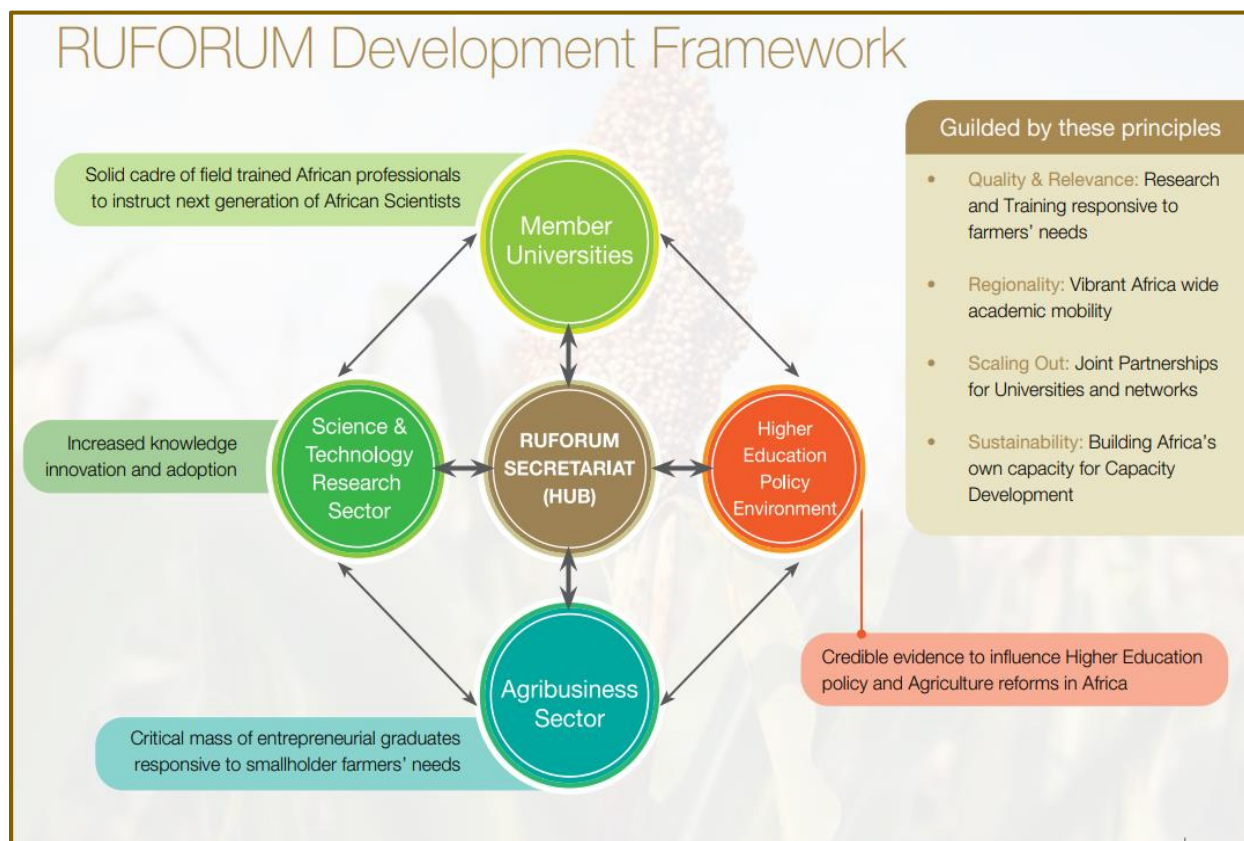 RUFORUM Development Framework
Solid cadre of field trained African professionals
to instruct next generation of African Scientists
Member
Universities
Increased knowledge
innovation and adoption
Science &
Technology
Research
Sector
RUFORUM
SECRETARIAT
(HUB)
Higher
Education
Policy
Environment
Agribusiness
Sector
Critical mass of entrepreneurial graduates
responsive to smallholder farmers' needs
Credible evidence to influence Higher Education
policy and Agriculture reforms in Africa
Guilded by these principles
• Quality & Relevance: Research
and Training responsive to
farmers' needs
• Regionality: Vibrant Africa wide
academic mobility
• Scaling Out: Joint Partnerships
for Universities and networks
• Sustainability: Building Africa's
own capacity for Capacity
Development